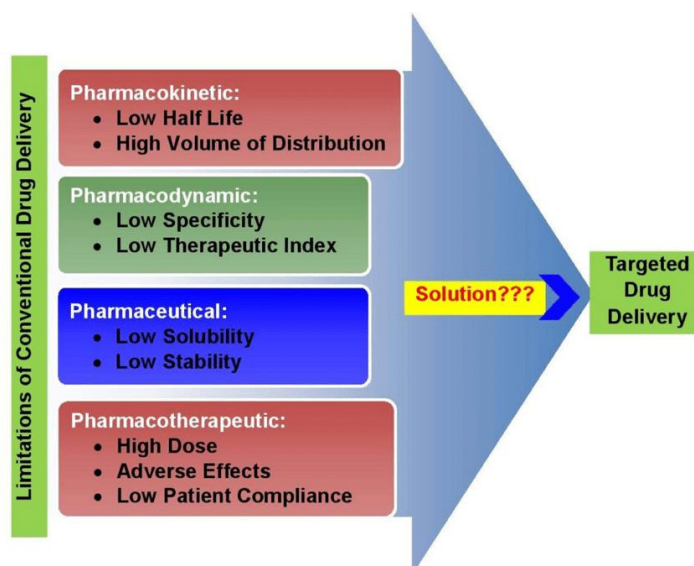 Limitations of Conventional Drug Delivery
Pharmacokinetic:
• Low Half Life
• High Volume of Distribution
Pharmacodynamic:
• Low Specificity
• Low Therapeutic Index
Pharmaceutical:
• Low Solubility
• Low Stability
Pharmacotherapeutic:
• High Dose
• Adverse Effects
• Low Patient Compliance
Solution???
Targeted
Drug
Delivery